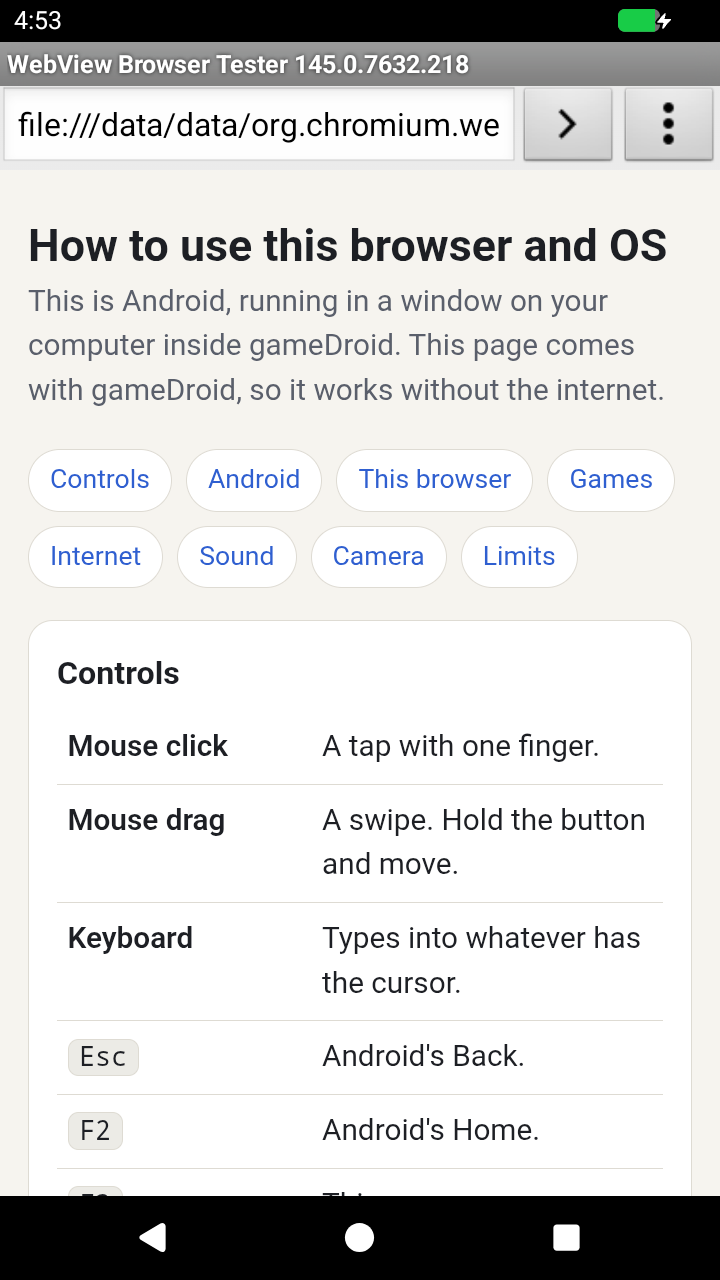 4:53
WebView Browser Tester 145.0.7632.218
file:///data/data/org.chromium.we
How to use this browser and OS
This is Android, running in a window on your
computer inside gameDroid. This page comes
with gameDroid, so it works without the internet.
Controls Android This browser Games
Internet Sound Camera Limits
Controls
Mouse click A tap with one finger.
Mouse drag A swipe. Hold the button
and move.
Keyboard Types into whatever has
the cursor.
Esc Android's Back.
F2 Android's Home.